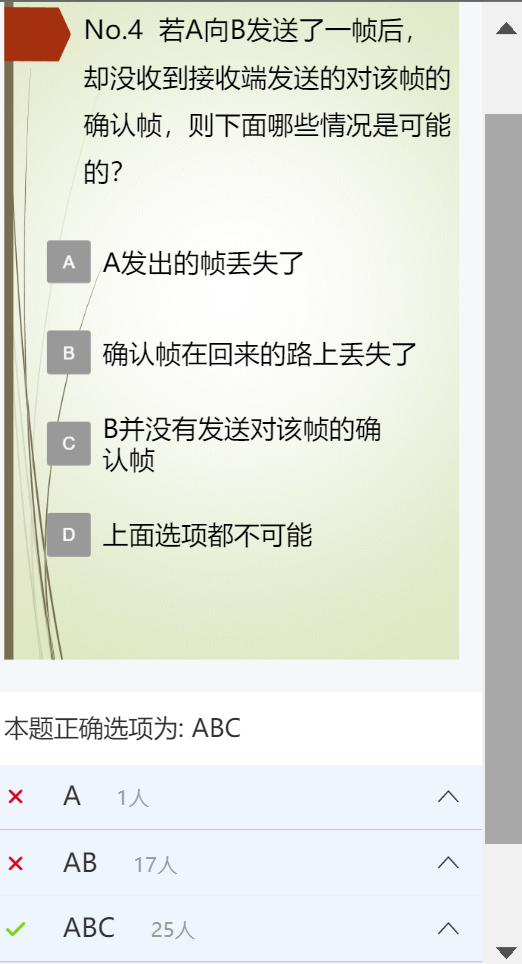 No.4 若A向B发送了一帧后，
却没收到接收端发送的对该帧的
确认帧，则下面哪些情况是可能
的？
A A发出的帧丢失了
B 确认帧在回来的路上丢失了
C B并没有发送对该帧的确
认帧
D 上面选项都不可能
本题正确选项为: ABC
A 1人
AB 17人
ABC 25人